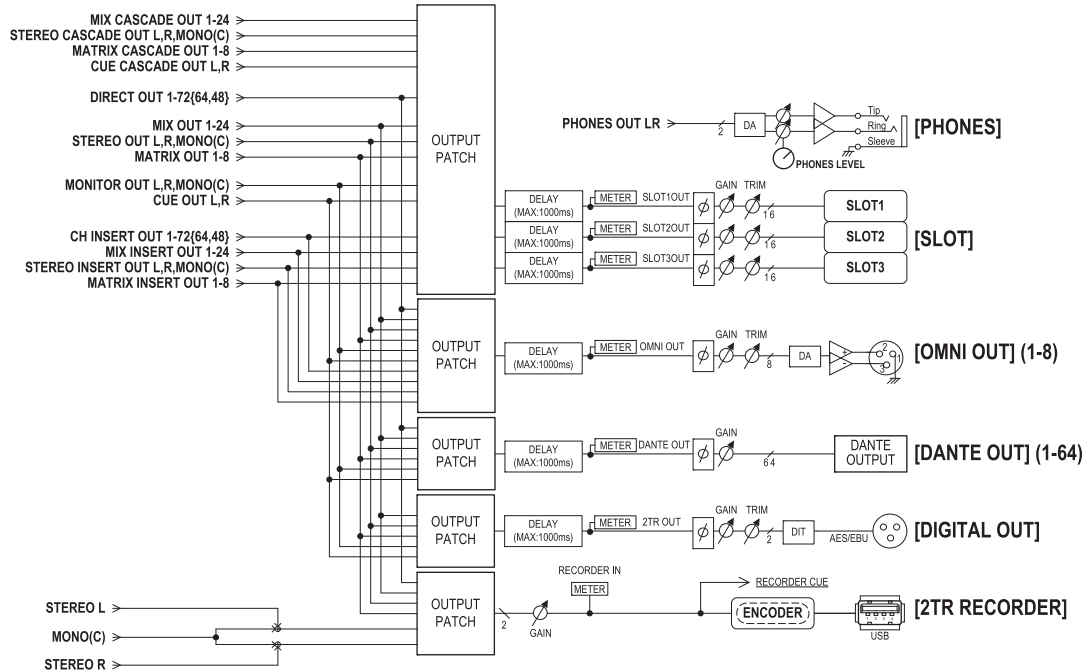 MIX CASCADE OUT 1-24
STEREO CASCADE OUT L,R,MONO(C)
MATRIX CASCADE OUT 1-8
CUE CASCADE OUT L,R
DIRECT OUT 1-72{64,48}
MIX OUT 1-24
STEREO OUT L,R,MONO(C)
MATRIX OUT 1-8
MONITOR OUT L,R,MONO(C)
CUE OUT L,R
CH INSERT OUT 1-72{64,48}
MIX INSERT OUT 1-24
STEREO INSERT OUT L,R,MONO(C)
MATRIX INSERT OUT 1-8
OUTPUT
PATCH
PHONES OUT LR
2
DA
PHONES LEVEL
Tip
Ring
Sleeve
[PHONES]
DELAY
(MAX:1000ms)
METER
SLOT1OUT
ϕ
GAIN
TRIM
16
SLOT1
DELAY
(MAX:1000ms)
METER
SLOT2OUT
ϕ
16
SLOT2
[SLOT]
DELAY
(MAX:1000ms)
METER
SLOT3OUT
ϕ
16
SLOT3
OUTPUT
PATCH
DELAY
(MAX:1000ms)
METER
OMNI OUT
ϕ
GAIN
TRIM
8
DA
+
-
2
1
3
[OMNI OUT] (1-8)
OUTPUT
PATCH
DELAY
(MAX:1000ms)
METER
DANTE OUT
ϕ
GAIN
64
DANTE
OUTPUT
[DANTE OUT] (1-64)
OUTPUT
PATCH
DELAY
(MAX:1000ms)
METER
2TR OUT
ϕ
GAIN
TRIM
2
DIT
AES/EBU
[DIGITAL OUT]
STEREO L
MONO(C)
STEREO R
OUTPUT
PATCH
2
GAIN
RECORDER IN
METER
RECORDER CUE
ENCODER
USB
[2TR RECORDER]